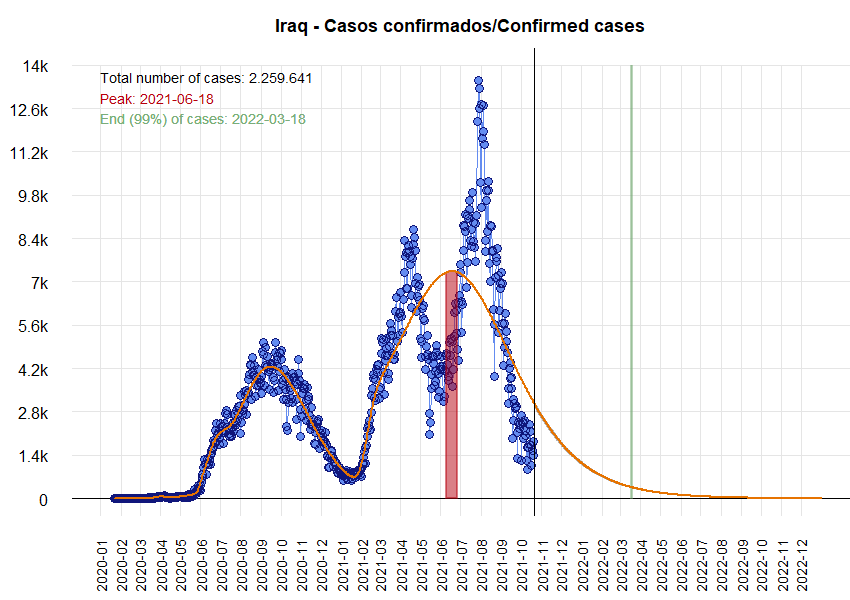 Iraq - Casos confirmados/Confirmed cases
Total number of cases: 2.259.641
Peak: 2021-06-18
End (99%) of cases: 2022-03-18
14k
12.6k
11.2k
9.8k
8.4k
7k
5.6k
4.2k
2.8k
1.4k
0
2020-01
2020-02
2020-03
2020-04
2020-05
2020-06
2020-07
2020-08
2020-09
2020-10
2020-11
2020-12
2021-01
2021-02
2021-03
2021-04
2021-05
2021-06
2021-07
2021-08
2021-09
2021-10
2021-11
2021-12
2022-01
2022-02
2022-03
2022-04
2022-05
2022-06
2022-07
2022-08
2022-09
2022-10
2022-11
2022-12